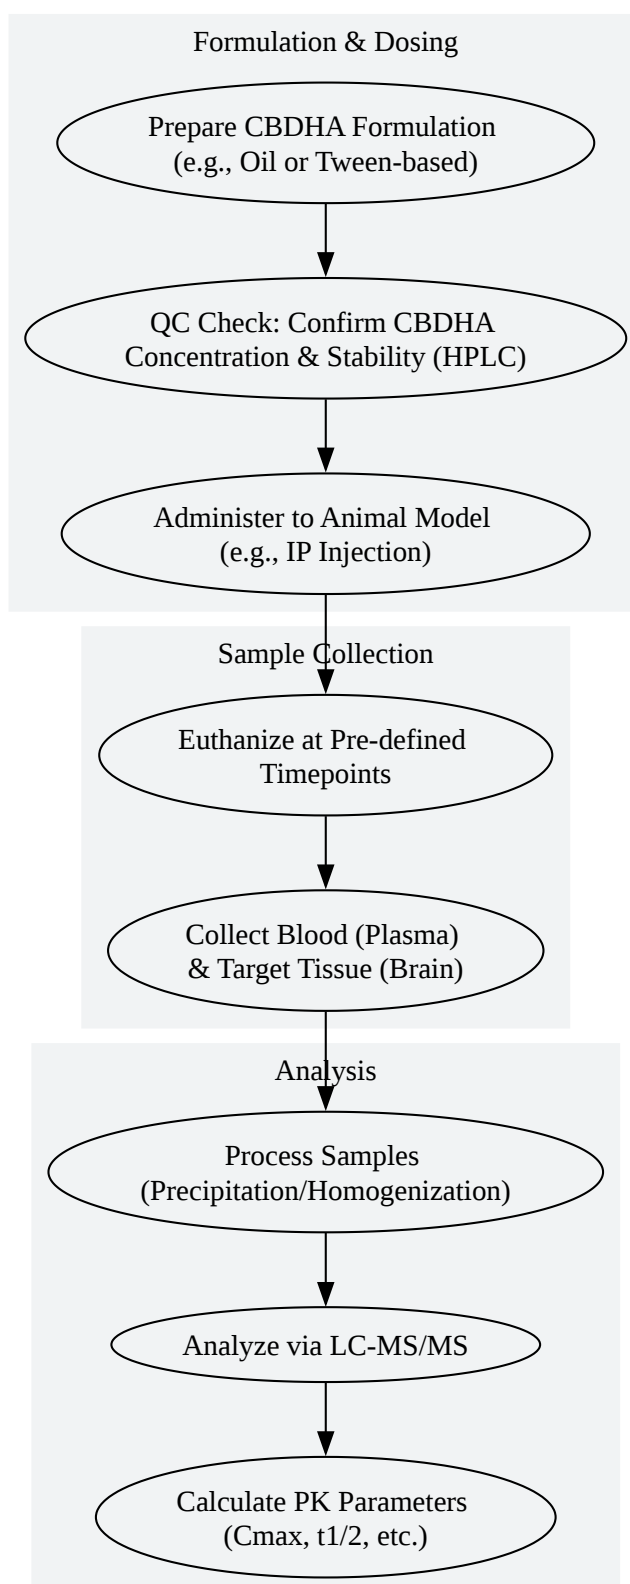 Formulation & Dosing
Prepare CBDHA Formulation
(e.g., Oil or Tween-based)
QC Check: Confirm CBDHA
Concentration & Stability (HPLC)
Administer to Animal Model
(e.g., IP Injection)
Sample Collection
Euthanize at Pre-defined
Timepoints
Collect Blood (Plasma)
& Target Tissue (Brain)
Analysis
Process Samples
(Precipitation/Homogenization)
Analyze via LC-MS/MS
Calculate PK Parameters
(Cmax, t1/2, etc.)